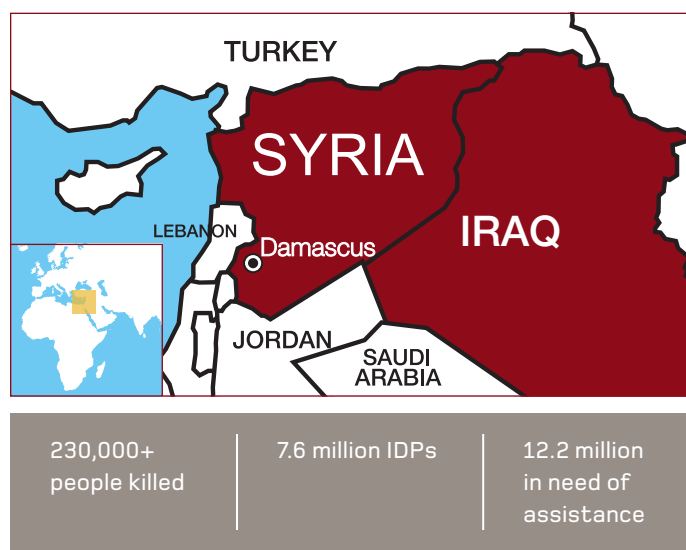 TURKEY
SYRIA
LEBANON
Damascus
IRAQ
JORDAN
SAUDI
ARABIA
230,000+
people killed
7.6 million IDPs
12.2 million
in need of
assistance